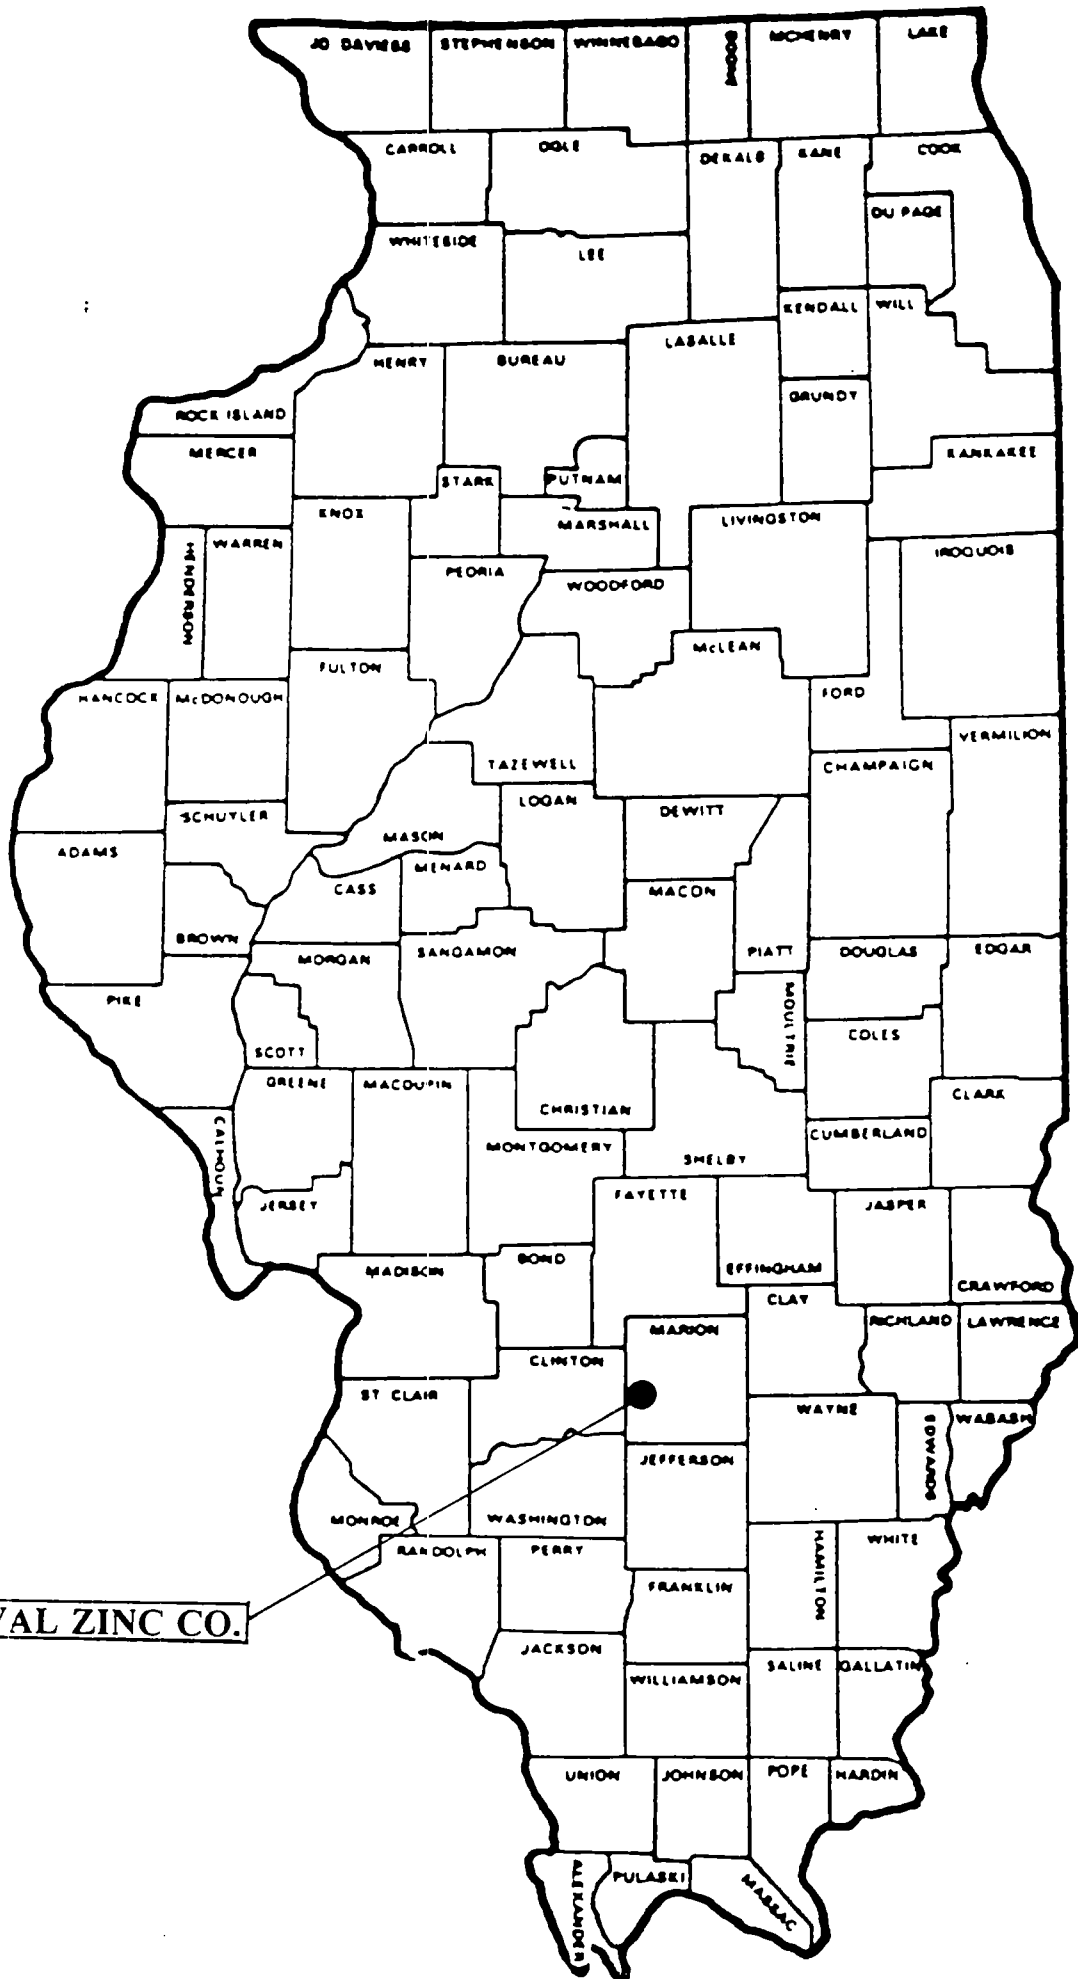 JO DAVIESS STEPHENSON WINNEBAGO BOONE MCHENRY LAKE
CARROLL OGLE DEKALB KANE COOK
DU PAGE
WHITESIDE LEE
KENDALL WILL
HENRY BUREAU LASALLE
GRUNDY
ROCK ISLAND
MERCER KANKAKEE
STARK PUTNAM
KNOX MARSHALL LIVINGSTON
HENDERSON WARREN IROQUOIS
PEORIA WOODFORD
McLEAN
FULTON
HANCOCK McDONOUGH FORD
VERMILION
TAZEWELL CHAMPAIGN
LOGAN DEWITT
SCHUYLER MASON
ADAMS MENARD
CASS MACON
BROWN SANGAMON PIATT DOUGLAS EDGAR
MORGAN
PIKE MOULTRIE
SCOTT COLES
GREENE MACOUPIN CLARK
CHRISTIAN
CALHOUN MONTGOMERY CUMBERLAND
SHELBY
JERSEY FAYETTE JASPER
MADISON BOND EFFINGHAM
CLAY CRAWFORD
MARION RICHLAND LAWRENCE
CLINTON
ST CLAIR WAYNE EDWARDS WABASH
JEFFERSON
MONROE WASHINGTON
RANDOLPH PERRY HAMILTON WHITE
FRANKLIN
VAL ZINC CO.
JACKSON
WILLIAMSON SALINE GALLATIN
UNION JOHNSON POPE HARDIN
ALEXANDER PULASKI MASSAC